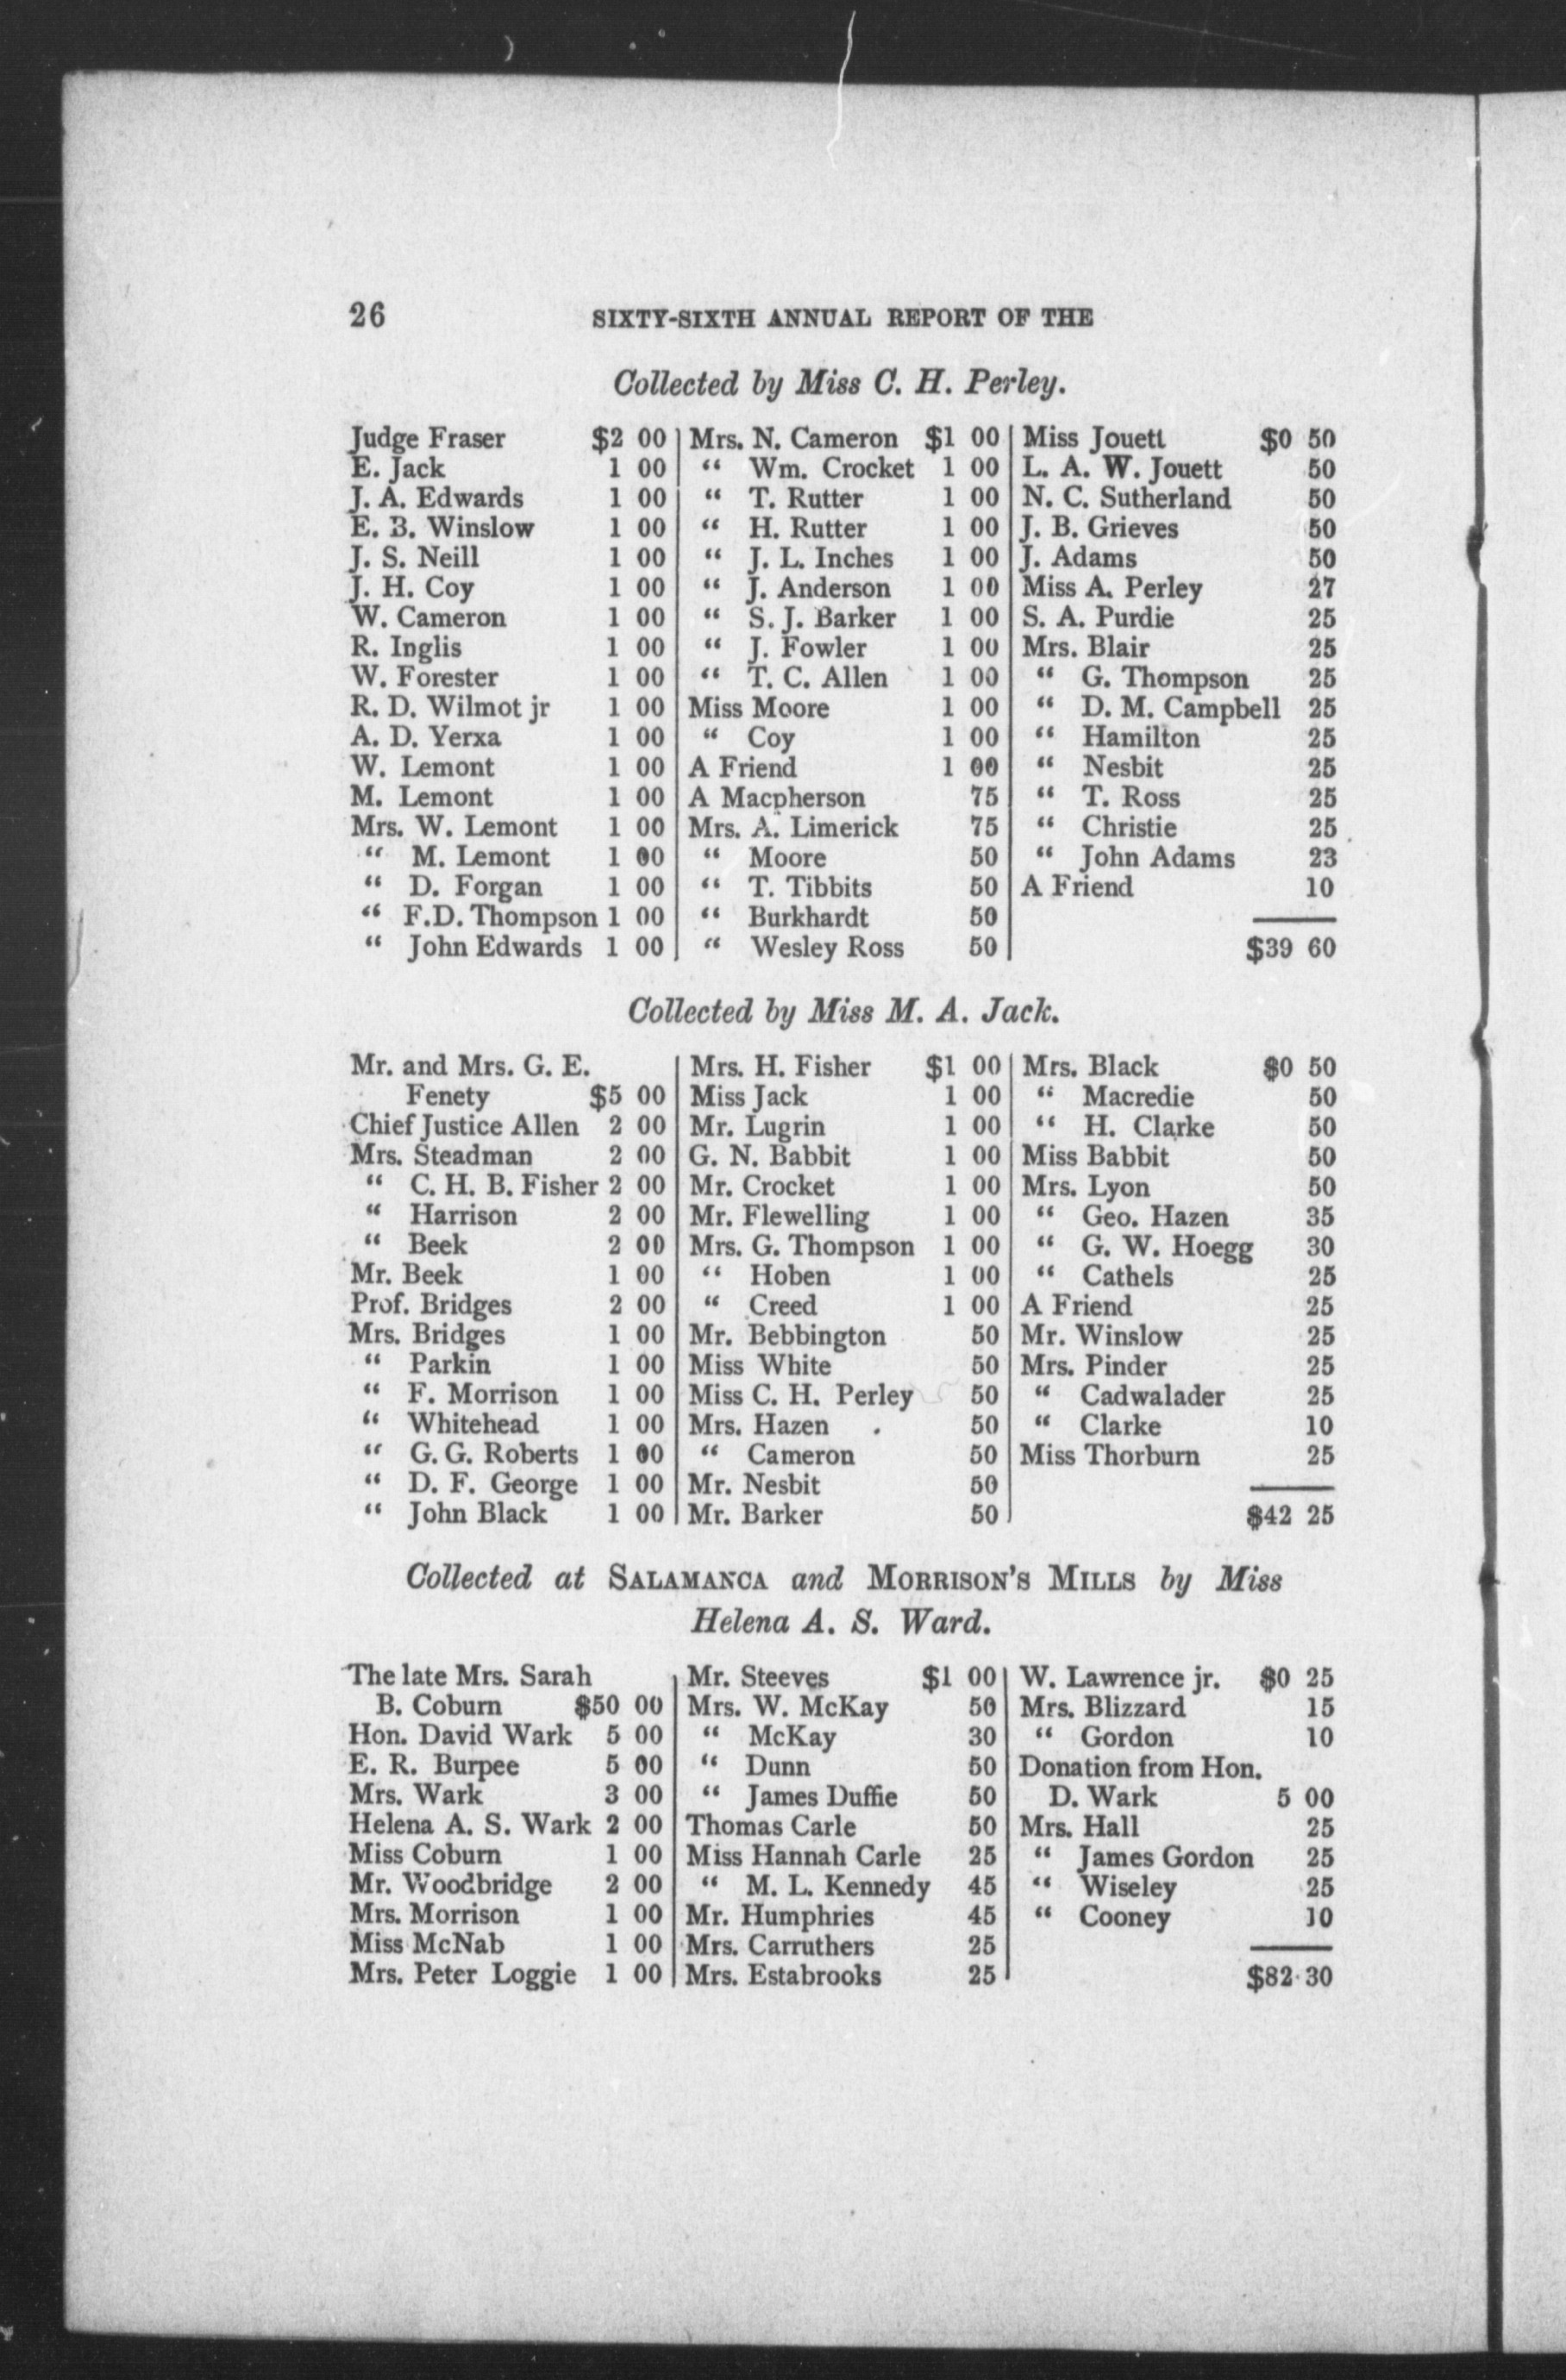 26 SIXTY-SIXTH ANNUAL REPORT OF THE
Collected by Miss C. H. Perley.
Judge Fraser $2 00
E. Jack 1 00
J. A. Edwards 1 00
E. B. Winslow 1 00
J. S. Neill 1 00
J. H. Coy 1 00
W. Cameron 1 00
R. Inglis 1 00
W. Forester 1 00
R. D. Wilmot jr 1 00
A. D. Yerxa 1 00
W. Lemont 1 00
M. Lemont 1 00
Mrs. W. Lemont 1 00
“ M. Lemont 1 00
“ D. Forgan 1 00
“ F.D. Thompson 1 00
“ John Edwards 1 00
Mrs. N. Cameron $1 00
“ Wm. Crocket 1 00
“ T. Rutter 1 00
“ H. Rutter 1 00
“ J. L. Inches 1 00
“ J. Anderson 1 00
“ S. J. Barker 1 00
“ J. Fowler 1 00
“ T. C. Allen 1 00
Miss Moore 1 00
“ Coy 1 00
A Friend 1 00
A Macpherson 75
Mrs. A. Limerick 75
“ Moore 50
“ T. Tibbits 50
“ Burkhardt 50
“ Wesley Ross 50
Miss Jouett $0 50
L. A. W. Jouett 50
N. C. Sutherland 50
J. B. Grieves 50
J. Adams 50
Miss A. Perley 27
S. A. Purdie 25
Mrs. Blair 25
“ G. Thompson 25
“ D. M. Campbell 25
“ Hamilton 25
“ Nesbit 25
“ T. Ross 25
“ Christie 25
“ John Adams 23
A Friend 10
$39 60
Collected by Miss M. A. Jack.
Mr. and Mrs. G. E.
Fenety $5 00
Chief Justice Allen 2 00
Mrs. Steadman 2 00
“ C. H. B. Fisher 2 00
“ Harrison 2 00
“ Beek 2 00
Mr. Beek 1 00
Prof. Bridges 2 00
Mrs. Bridges 1 00
“ Parkin 1 00
“ F. Morrison 1 00
“ Whitehead 1 00
“ G. G. Roberts 1 00
“ D. F. George 1 00
“ John Black 1 00
Mrs. H. Fisher $1 00
Miss Jack 1 00
Mr. Lugrin 1 00
G. N. Babbit 1 00
Mr. Crocket 1 00
Mr. Flewelling 1 00
Mrs. G. Thompson 1 00
“ Hoben 1 00
“ Creed 1 00
Mr. Bebbington 50
Miss White 50
Miss C. H. Perley 50
Mrs. Hazen 50
“ Cameron 50
Mr. Nesbit 50
Mr. Barker 50
Mrs. Black $0 50
“ Macredie 50
“ H. Clarke 50
Miss Babbit 50
Mrs. Lyon 50
“ Geo. Hazen 35
“ G. W. Hoegg 30
“ Cathels 25
A Friend 25
Mr. Winslow 25
Mrs. Pinder 25
“ Cadwalader 25
“ Clarke 10
Miss Thorburn 25
$42 25
Collected at SALAMANCA and MORRISON'S MILLS by Miss
Helena A. S. Ward.
The late Mrs. Sarah
B. Coburn $50 00
Hon. David Wark 5 00
E. R. Burpee 5 00
Mrs. Wark 3 00
Helena A. S. Wark 2 00
Miss Coburn 1 00
Mr. Woodbridge 2 00
Mrs. Morrison 1 00
Miss McNab 1 00
Mrs. Peter Loggie 1 00
Mr. Steeves $1 00
Mrs. W. McKay 50
“ McKay 30
“ Dunn 50
“ James Duffie 50
Thomas Carle 50
Miss Hannah Carle 25
“ M. L. Kennedy 45
Mr. Humphries 45
Mrs. Carruthers 25
Mrs. Estabrooks 25
W. Lawrence jr. $0 25
Mrs. Blizzard 15
“ Gordon 10
Donation from Hon.
D. Wark 5 00
Mrs. Hall 25
“ James Gordon 25
“ Wiseley 25
“ Cooney 10
$82 30